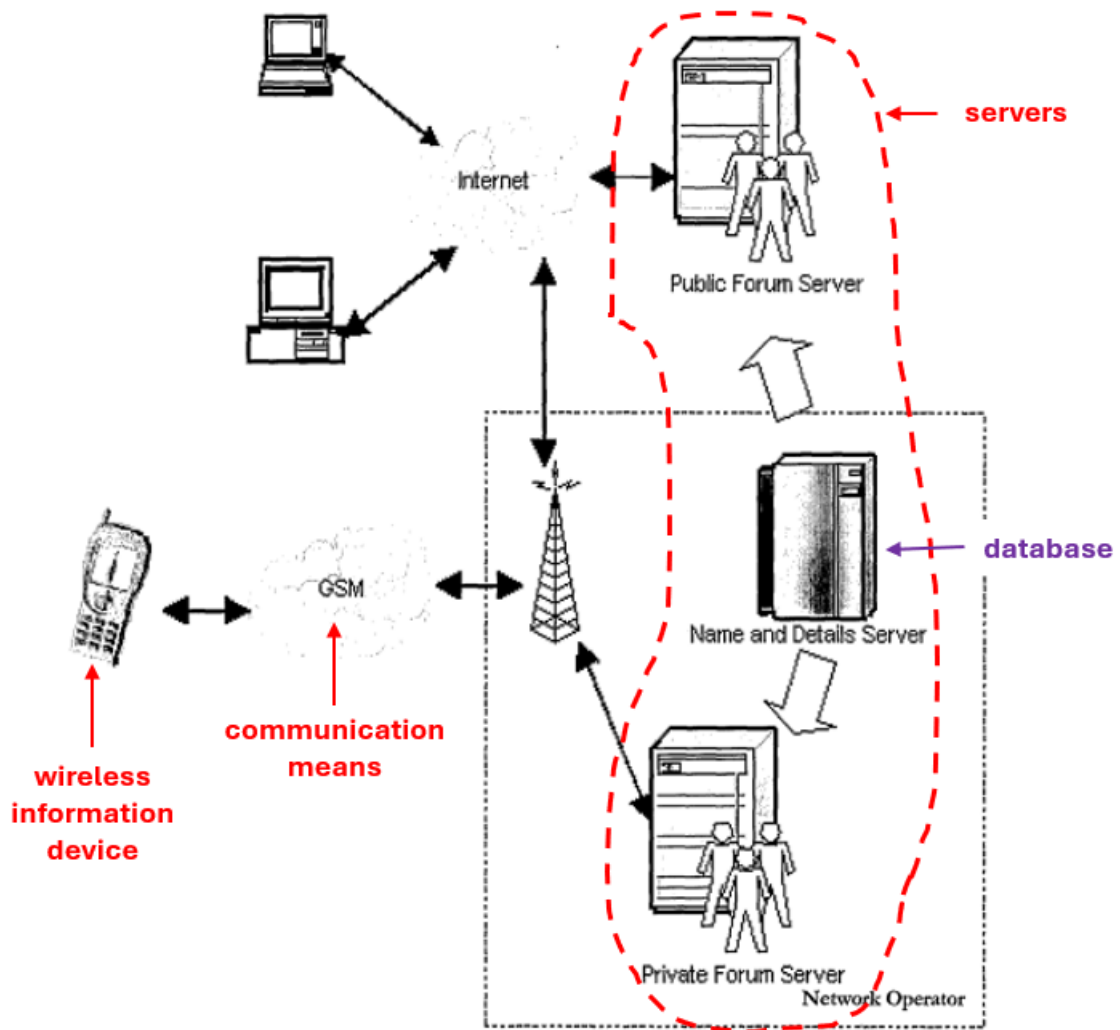 servers
Internet
Public Forum Server
database
GSM
Name and Details Server
communication
means
wireless
information
device
Private Forum Server
Network Operator